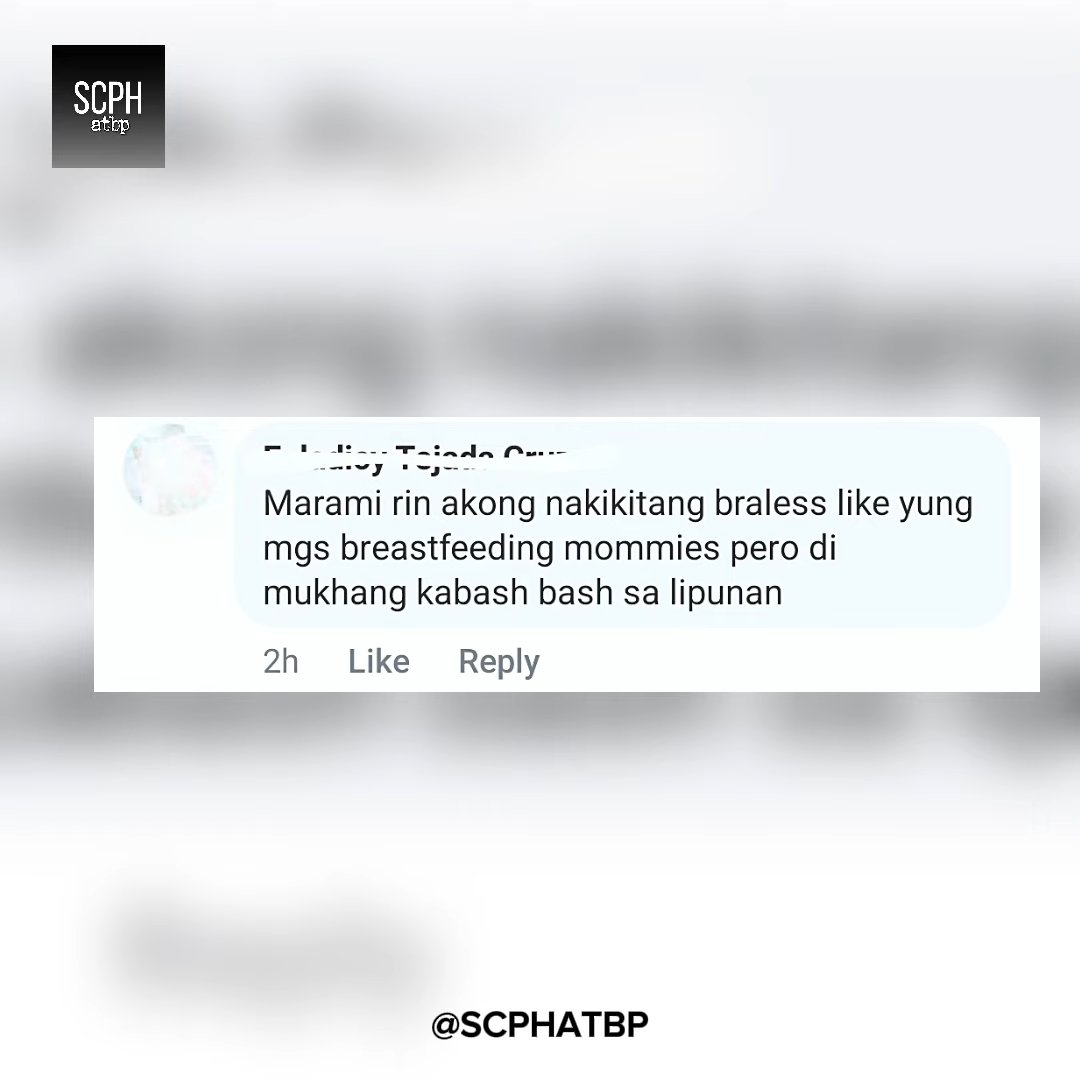 SCPH
atbp
Marami rin akong nakikitang braless like yung
mgs breastfeeding mommies pero di
mukhang kabash bash sa lipunan
2h Like Reply
@SCPHATBP